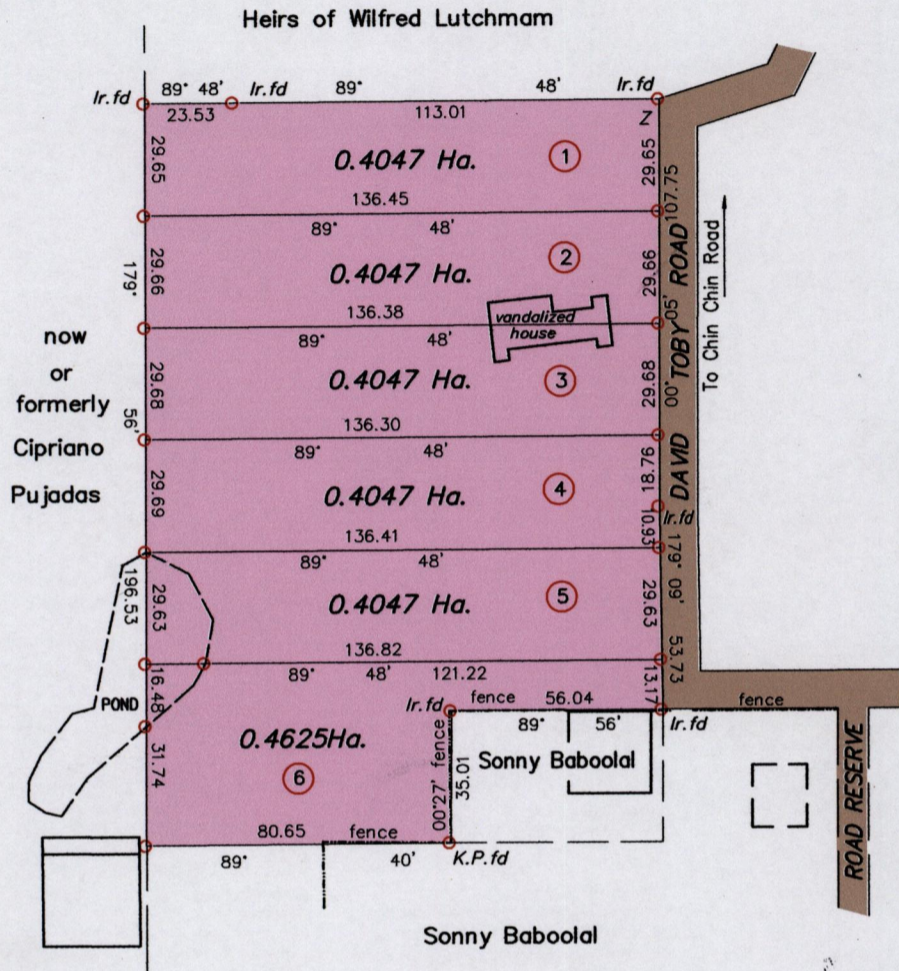 Heirs of Wilfred Lutchmam
89° 48'
89° 48'
Ir.fd
Ir.fd
Ir.fd
23.53
113.01
Z
29.65
0.4047 Ha.
1
29.65
107.75
136.45
89° 48'
29.66
0.4047 Ha.
2
29.66
179°
136.38
vandalized
house
05'
89° 48'
now
or
formerly
Cipriano
Pujadas
29.68
0.4047 Ha.
3
29.68
00°
DAVID TOBY ROAD
To Chin Chin Road
56'
136.30
89° 48'
29.69
0.4047 Ha.
4
18.76
Ir.fd
10.93
136.41
89° 48'
196.53
29.63
0.4047 Ha.
5
29.63
179° 09'
136.82
53.73
89° 48'
121.22
16.48
POND
13.17
Ir.fd
fence
56.04
fence
Ir.fd
89° 56'
0.4625Ha.
6
31.74
00°27'
fence
35.01
Sonny Baboolal
ROAD RESERVE
80.65
fence
89° 40'
K.P.fd
Sonny Baboolal